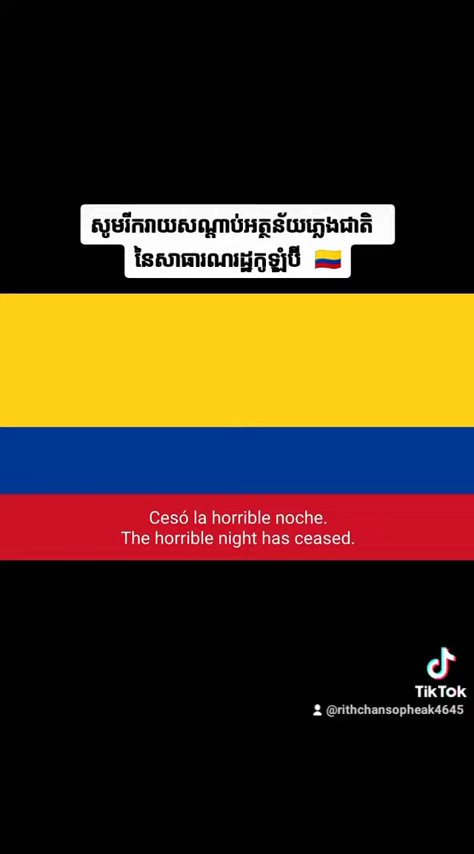 សូមរីករាយសណ្ដាប់អត្ថន័យភ្លេងជាតិ
នៃសាធារណរដ្ឋកូឡុំប៊ី 🇨🇴
Cesó la horrible noche.
The horrible night has ceased.
TikTok
@rithchansopheak4645